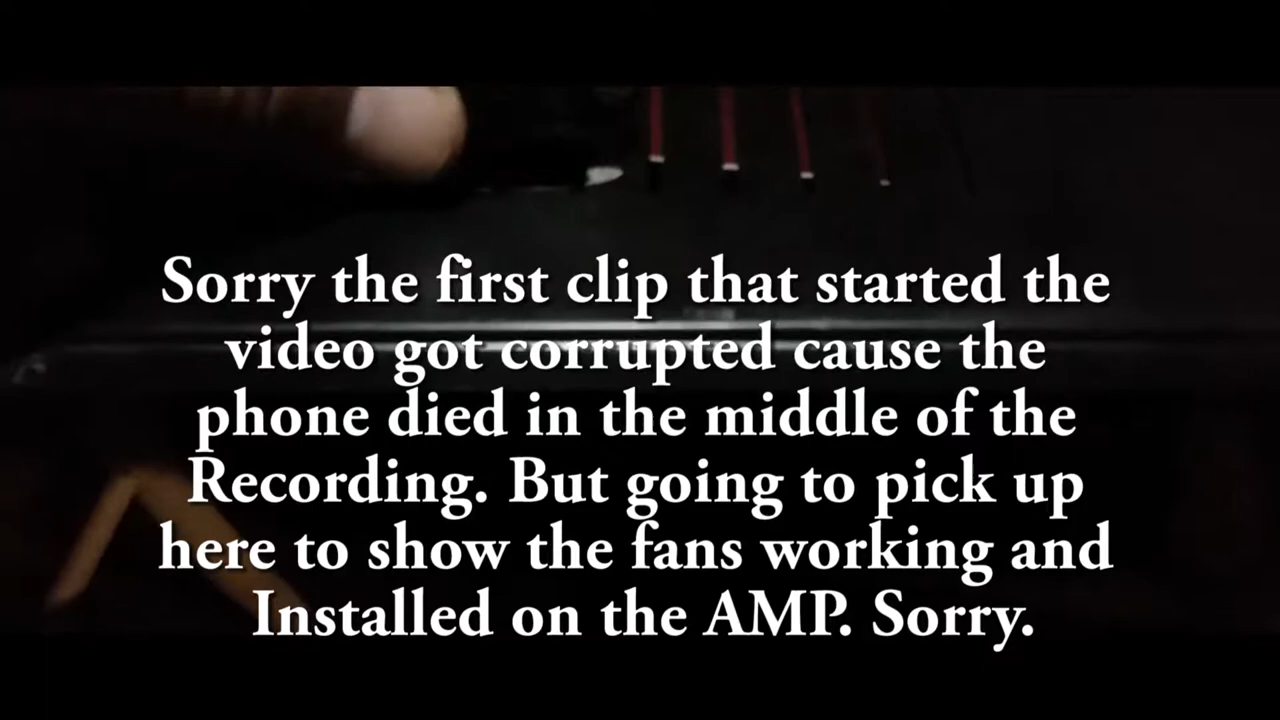 Sorry the first clip that started the
video got corrupted cause the
phone died in the middle of the
Recording. But going to pick up
here to show the fans working and
Installed on the AMP. Sorry.